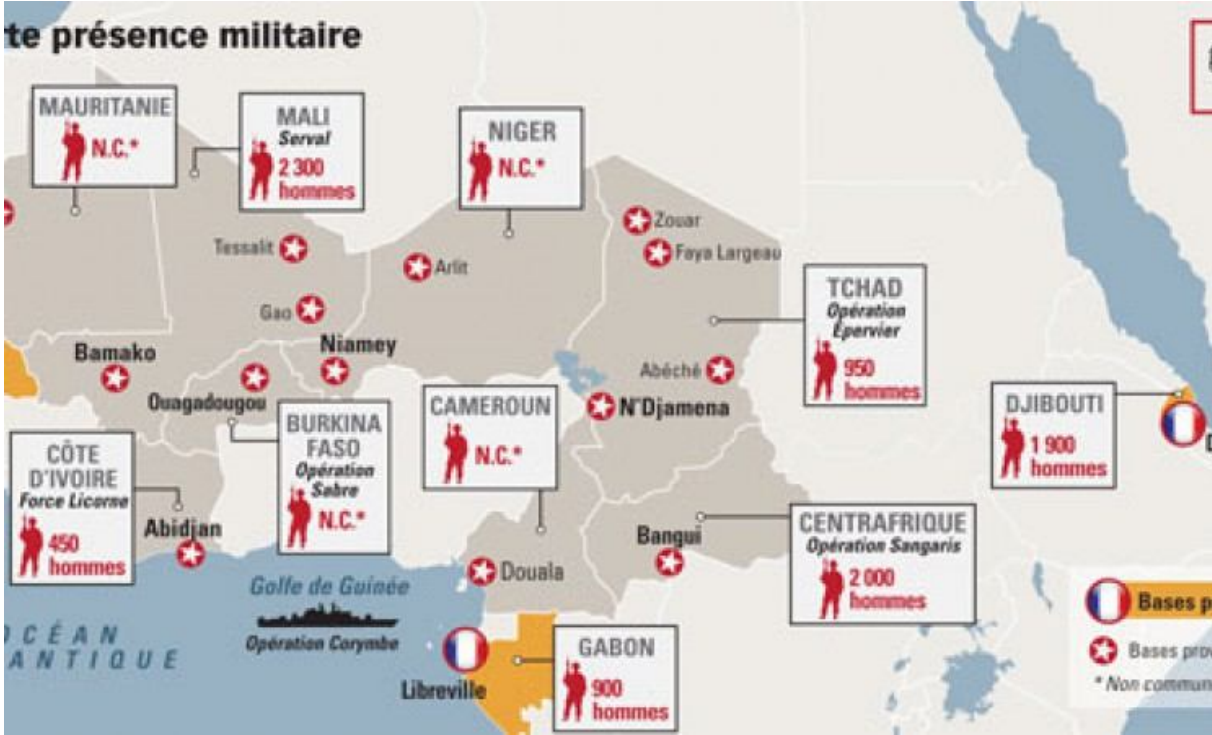 te présence militaire
MAURITANIE
N.C.*
MALI
Serval
2 300
hommes
NIGER
N.C.*
Zouar
Faya Largeau
Tessalit
Arlit
Gao
TCHAD
Opération
Épervier
950
hommes
Bamako
Niamey
Abéché
Ouagadougou
N'Djamena
BURKINA
FASO
Opération
Sabre
N.C.*
CAMEROUN
N.C.*
DJIBOUTI
1 900
hommes
D
CÔTE
D'IVOIRE
Force Licorne
450
hommes
Abidjan
Bangui
CENTRAFRIQUE
Opération Sangaris
2 000
hommes
Douala
Golfe de Guinée
Opération Corymbe
OCÉAN
ANTIQUE
Libreville
GABON
900
hommes
Bases p
Bases prov
* Non commun